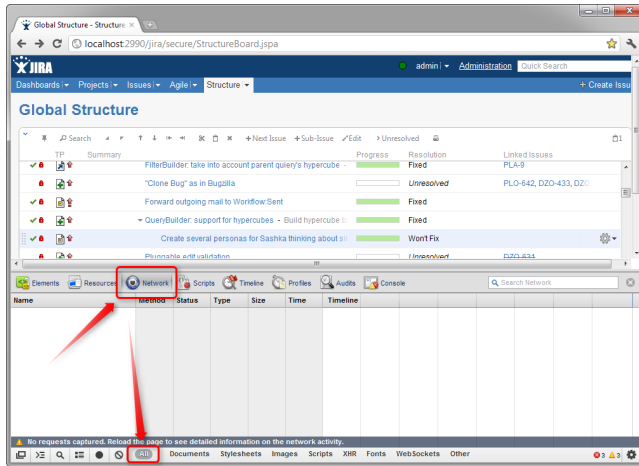 Global Structure - Structure
localhost:2990/jira/secure/StructureBoard.jspa
JIRA
admin Administration Quick Search
Dashboards Projects Issues Agile Structure + Create Issu
Global Structure
Search +Next Issue +Sub-Issue Edit >Unresolved 1
TP Summary Progress Resolution Linked Issues
FilterBuilder: take into account parent quiery's hypercube - Fixed PLA-9
"Clone Bug" as in Bugzilla Unresolved PLO-642, DZO-433, DZO
Forward outgoing mail to Workflow Sent Fixed
QueryBuilder: support for hypercubes - Build hypercube Fixed
Create several personas for Sashka thinking about Won't Fix
Pluggable edit validation Unresolved DZO-634
Elements Resources Network Scripts Timeline Profiles Audits Console Search Network
Name Method Status Type Size Time Timeline
No requests captured. Reload the page to see detailed information on the network activity.
All Documents Stylesheets Images Scripts XHR Fonts WebSockets Other 3 3